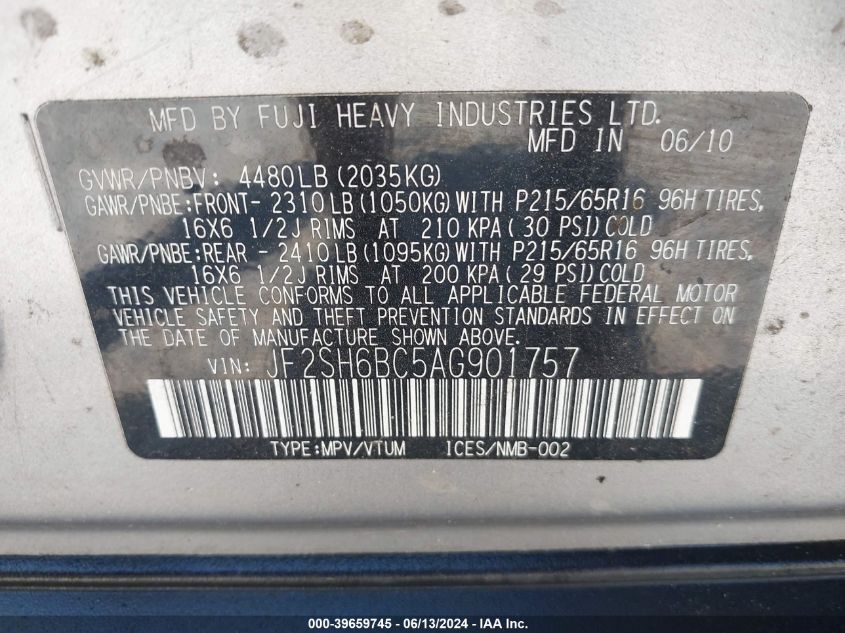 MFD BY FUJI HEAVY INDUSTRIES LTD.
MFD IN 06/10
GVWR/PNBV: 4480LB(2035KG)
GAWR/PNBE:FRONT- 2310LB(1050KG)WITH P215/65R16 96H TIRES,
16X6 1/2J RIMS AT 210 KPA(30 PSI)COLD
GAWR/PNBE:REAR - 2410LB(1095KG)WITH P215/65R16 96H TIRES,
16X6 1/2J RIMS AT 200 KPA(29 PSI)COLD
THIS VEHICLE CONFORMS TO ALL APPLICABLE FEDERAL MOTOR
VEHICLE SAFETY AND THEFT PREVENTION STANDARDS IN EFFECT ON
THE DATE OF MANUFACTURE SHOWN ABOVE.
VIN: JF2SH6BC5AG901757
TYPE:MPV/VTUM ICES/NMB-002
000-39659745 - 06/13/2024 - IAA Inc.